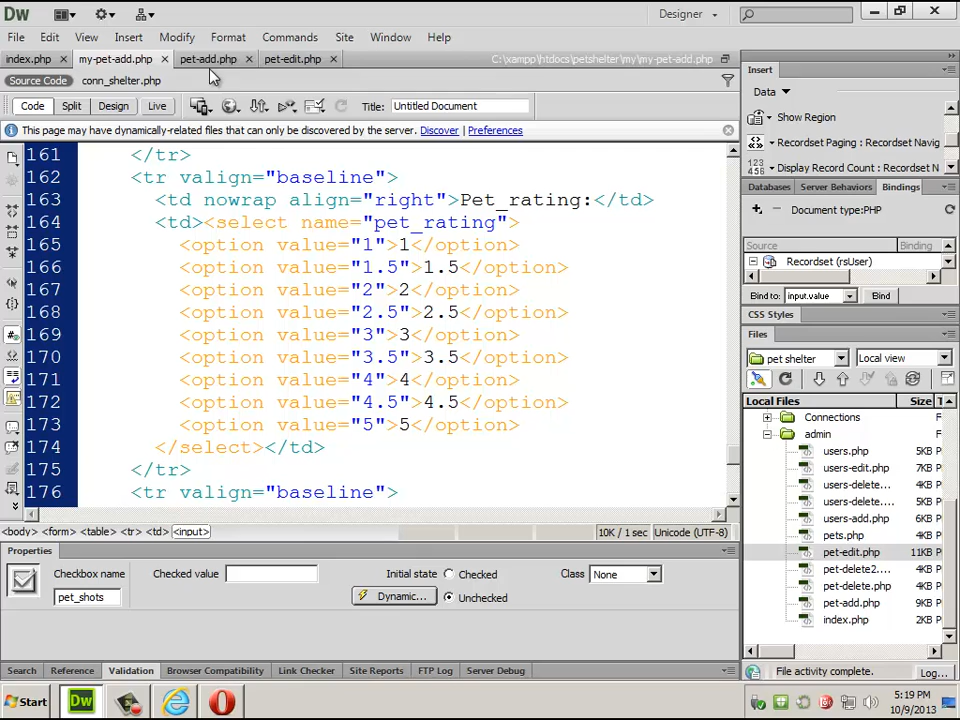 Dw
Designer
File Edit View Insert Modify Format Commands Site Window Help
index.php my-pet-add.php pet-add.php pet-edit.php C:\xampp\htdocs\petshelter\my\my-pet-add.php
Source Code conn_shelter.php
Code Split Design Live Title: Untitled Document
This page may have dynamically-related files that can only be discovered by the server. Discover | Preferences
161 </tr>
162 <tr valign="baseline">
163 <td nowrap align="right">Pet_rating:</td>
164 <td><select name="pet_rating">
165 <option value="1">1</option>
166 <option value="1.5">1.5</option>
167 <option value="2">2</option>
168 <option value="2.5">2.5</option>
169 <option value="3">3</option>
170 <option value="3.5">3.5</option>
171 <option value="4">4</option>
172 <option value="4.5">4.5</option>
173 <option value="5">5</option>
174 </select></td>
175 </tr>
176 <tr valign="baseline">
<body> <form> <table> <tr> <td> <input> 10K / 1 sec Unicode (UTF-8)
Properties
Checkbox name Checked value Initial state Checked Class None
pet_shots Dynamic... Unchecked
Search Reference Validation Browser Compatibility Link Checker Site Reports FTP Log Server Debug
Insert
Data
Show Region
Recordset Paging : Recordset Navig
Display Record Count : Recordset N
Databases Server Behaviors Bindings
Document type:PHP
Source Binding
Recordset (rsUser)
Bind to: input.value Bind
CSS Styles
Files
pet shelter Local view
Local Files Size T
Connections F
admin F
users.php 5KB P
users-edit.php 7KB P
users-delete.... 4KB P
users-delete.... 5KB P
users-add.php 6KB P
pets.php 4KB P
pet-edit.php 11KB P
pet-delete2.... 4KB P
pet-delete.php 4KB P
pet-add.php 9KB P
index.php 2KB P
File activity complete. Log...
Start Dw 5:19 PM
10/9/2013